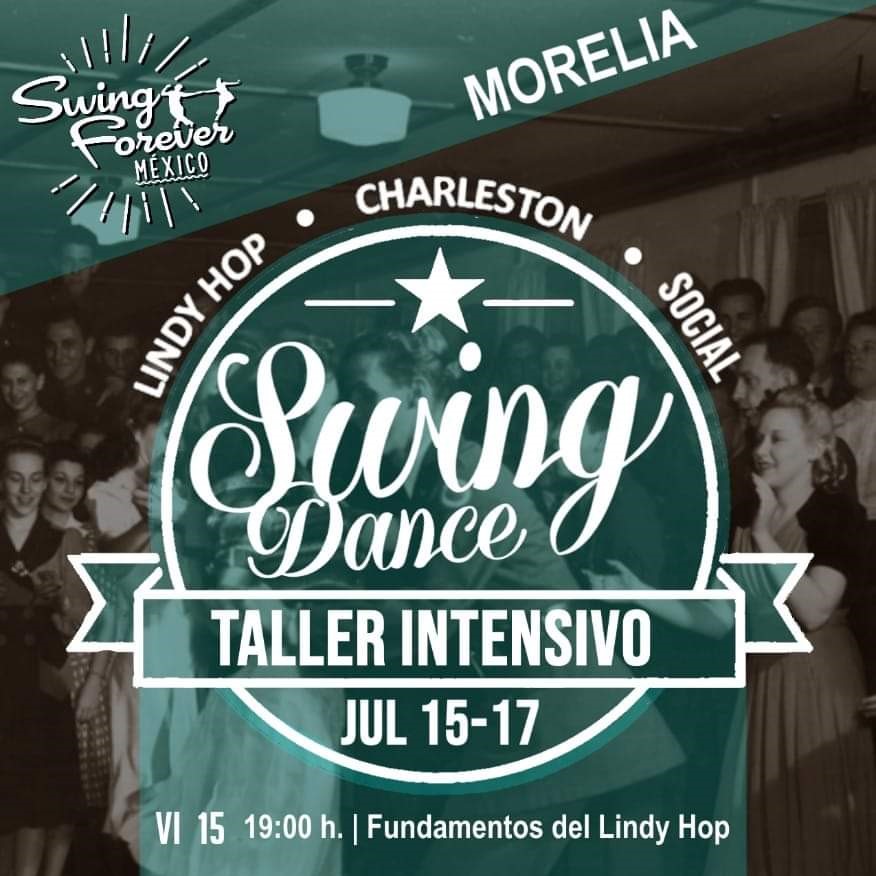 Swing
Forever
MÉXICO
MORELIA
LINDY HOP • CHARLESTON • SOCIAL
Swing
Dance
TALLER INTENSIVO
JUL 15-17
VI 15 19:00 h. | Fundamentos del Lindy Hop